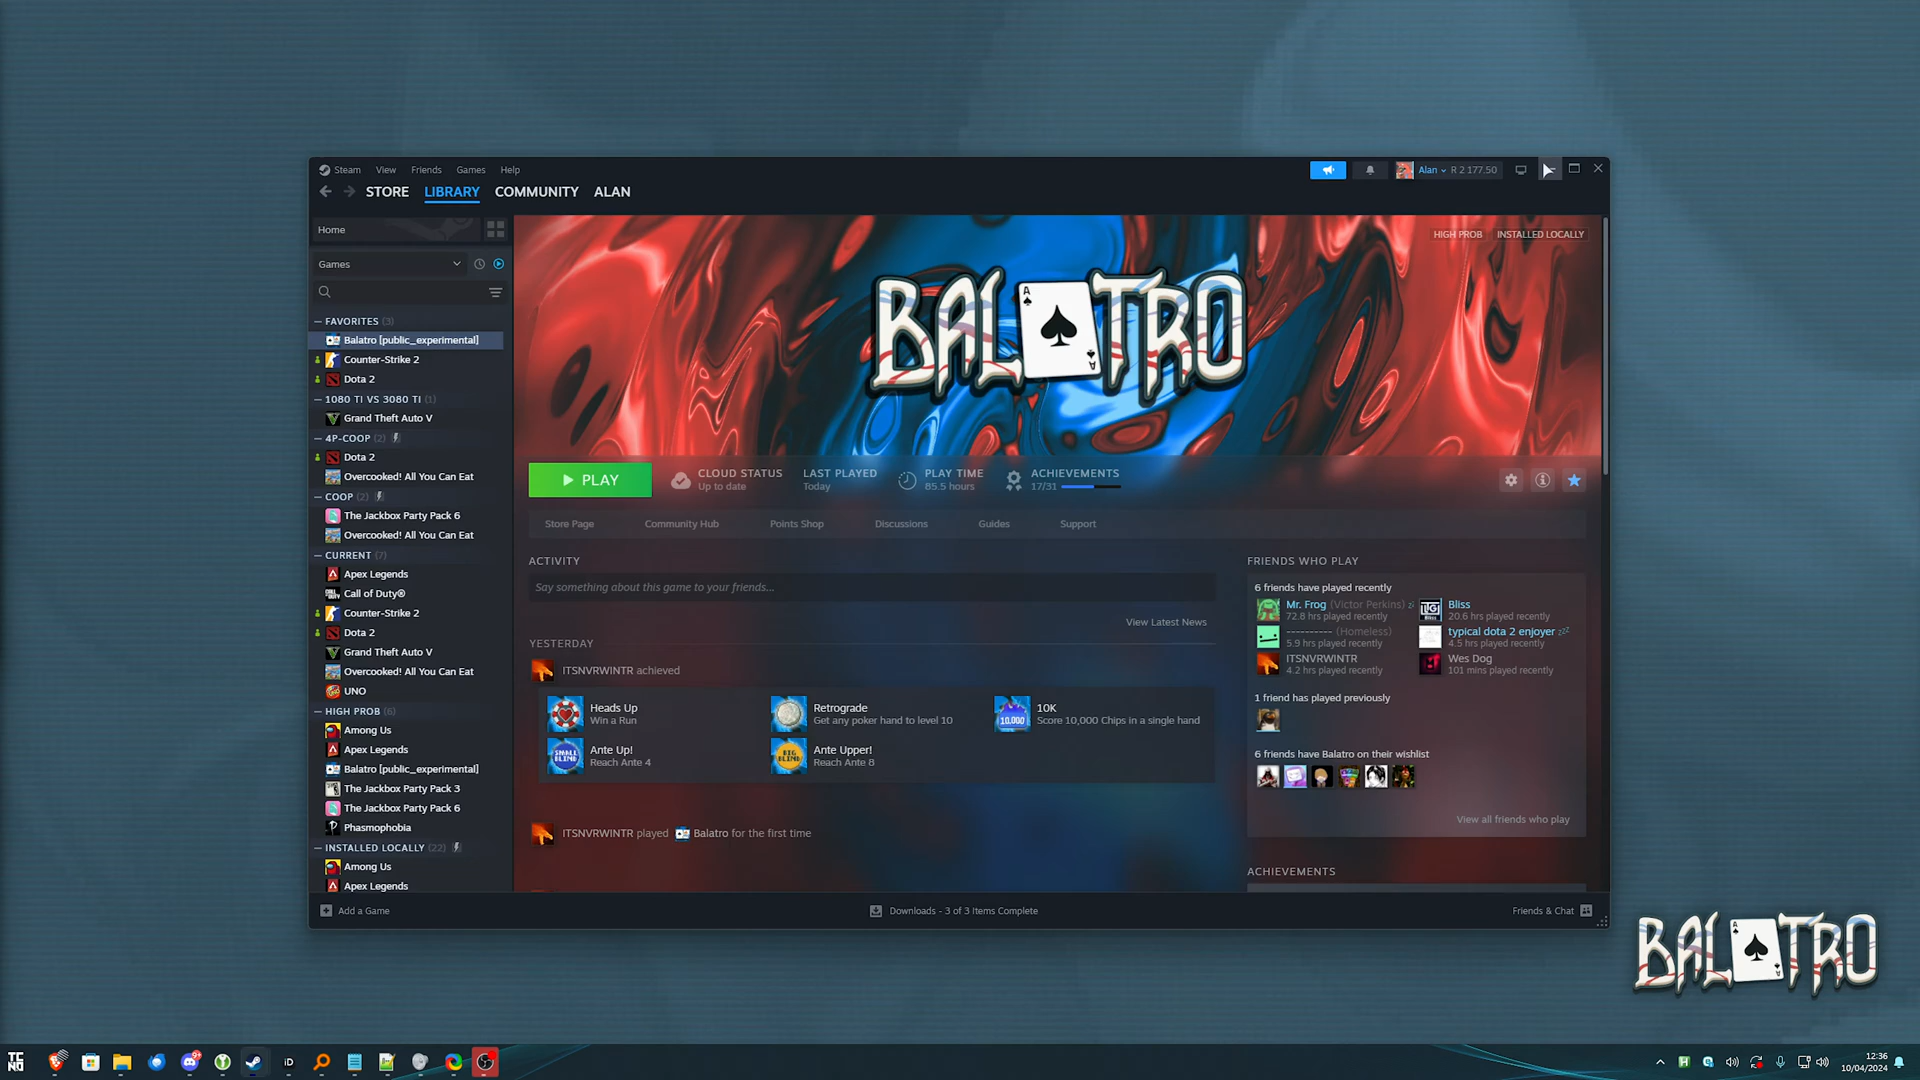 Steam View Friends Games Help
Alan R 2 177,50
STORE LIBRARY COMMUNITY ALAN
Home
Games
FAVORITES (3)
Balatro [public_experimental]
Counter-Strike 2
Dota 2
1080 TI VS 3080 TI (1)
Grand Theft Auto V
4P-COOP (2)
Dota 2
Overcooked! All You Can Eat
COOP (2)
The Jackbox Party Pack 6
Overcooked! All You Can Eat
CURRENT (7)
Apex Legends
Call of Duty®
Counter-Strike 2
Dota 2
Grand Theft Auto V
Overcooked! All You Can Eat
UNO
HIGH PROB (6)
Among Us
Apex Legends
Balatro [public_experimental]
The Jackbox Party Pack 3
The Jackbox Party Pack 6
Phasmophobia
INSTALLED LOCALLY (22)
Among Us
Apex Legends
HIGH PROB INSTALLED LOCALLY
BALATRO
PLAY
CLOUD STATUS
Up to date
LAST PLAYED
Today
PLAY TIME
85.5 hours
ACHIEVEMENTS
17/31
Store Page Community Hub Points Shop Discussions Guides Support
ACTIVITY
Say something about this game to your friends...
View Latest News
YESTERDAY
ITSNVRWINTR achieved
Heads Up
Win a Run
Retrograde
Get any poker hand to level 10
10,000
10K
Score 10,000 Chips in a single hand
SMALL BLIND
Ante Up!
Reach Ante 4
BIG BLIND
Ante Upper!
Reach Ante 8
ITSNVRWINTR played Balatro for the first time
FRIENDS WHO PLAY
6 friends have played recently
Mr. Frog (Victor Perkins)
72.8 hrs played recently
Bliss
20.6 hrs played recently
---------- (Homeless)
5.9 hrs played recently
typical dota 2 enjoyer zzz
4.5 hrs played recently
ITSNVRWINTR
4.2 hrs played recently
Wes Dog
101 mins played recently
1 friend has played previously
6 friends have Balatro on their wishlist
View all friends who play
ACHIEVEMENTS
Add a Game
Downloads - 3 of 3 Items Complete
Friends & Chat
BALATRO
TC
NO
iD
12:36
10/04/2024